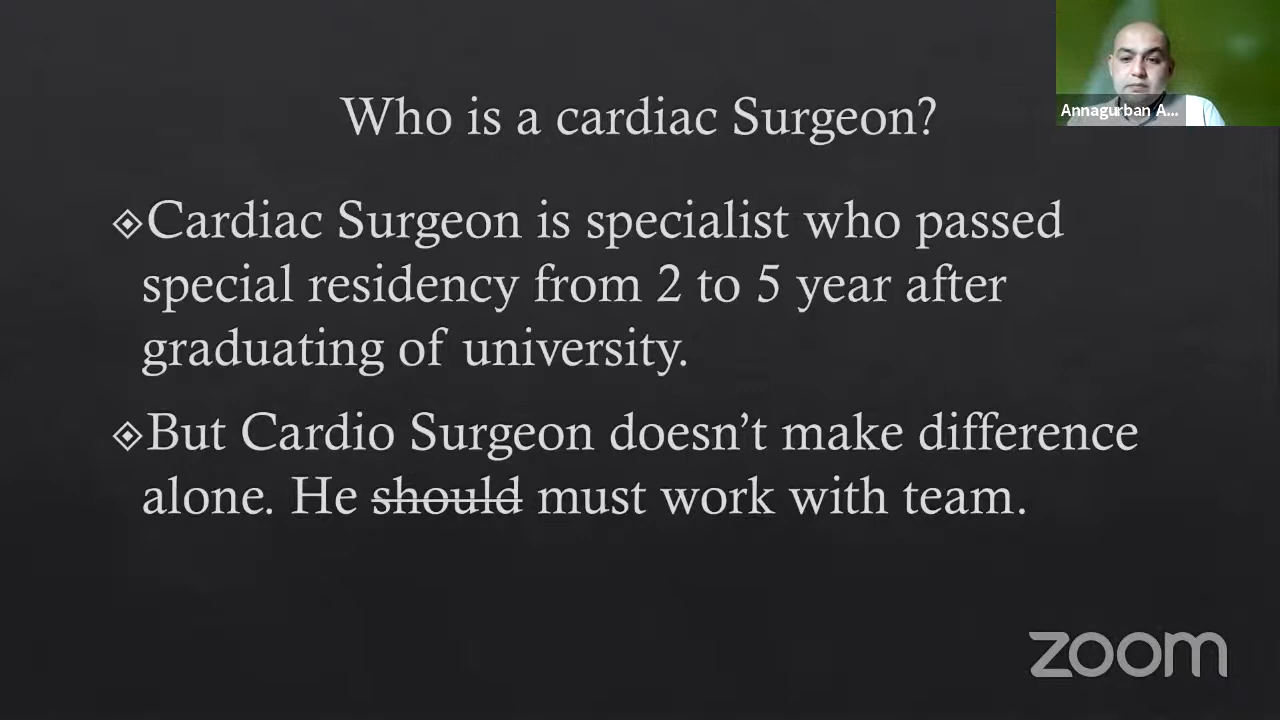 Who is a cardiac Surgeon?
Annagurban A...
Cardiac Surgeon is specialist who passed
special residency from 2 to 5 year after
graduating of university.
But Cardio Surgeon doesn’t make difference
alone. He should must work with team.
zoom